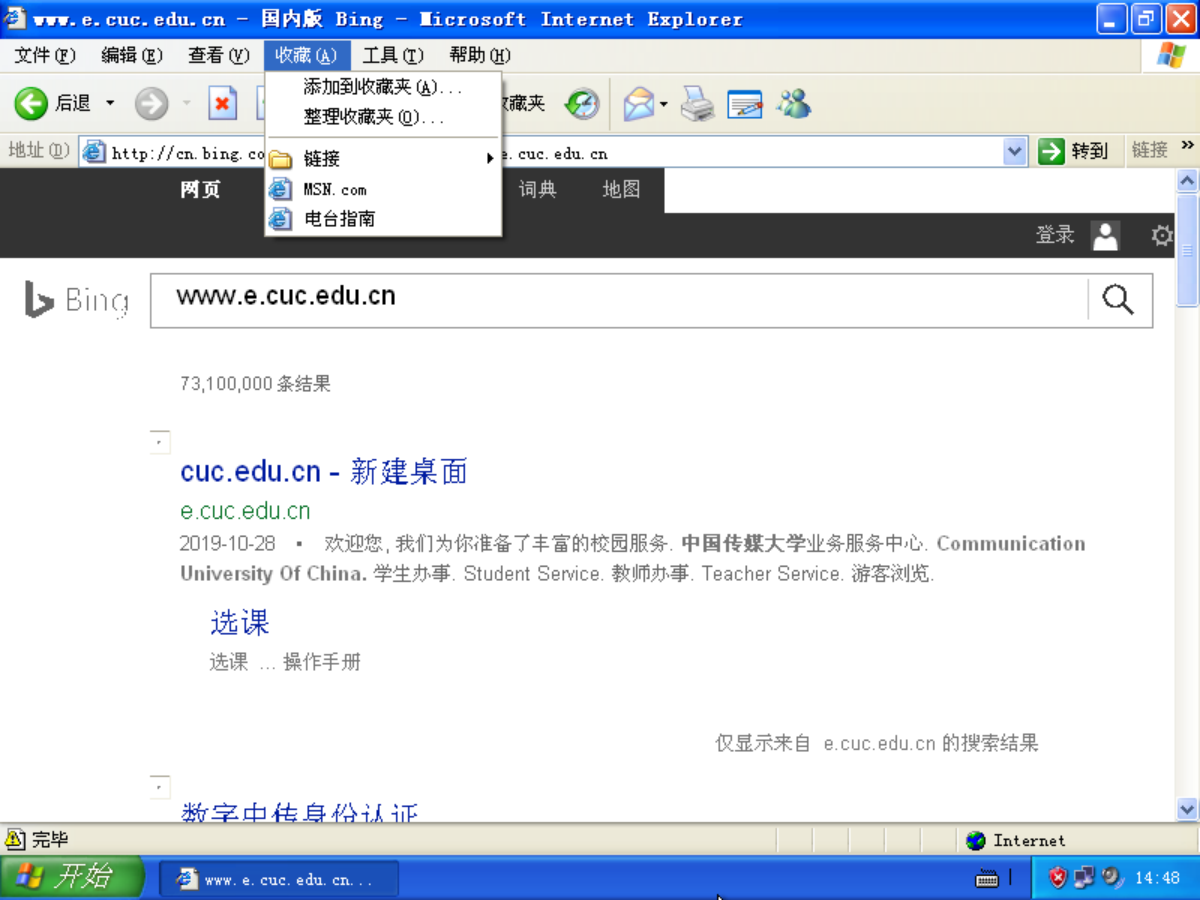 www.e.cuc.edu.cn - 国内版 Bing - Microsoft Internet Explorer
文件(F) 编辑(E) 查看(V) 收藏(A) 工具(T) 帮助(H)
添加到收藏夹(A)...
后退 藏夹
整理收藏夹(O)...
地址(D) http://cn.bing.co e.cuc.edu.cn 转到 链接 »
链接
MSN.com
网页 词典 地图
电台指南
登录
Bing www.e.cuc.edu.cn
73,100,000 条结果
cuc.edu.cn - 新建桌面
e.cuc.edu.cn
2019-10-28 ▪ 欢迎您, 我们为你准备了丰富的校园服务. 中国传媒大学业务服务中心. Communication
University Of China. 学生办事. Student Service. 教师办事. Teacher Service. 游客浏览.
选课
选课 ... 操作手册
仅显示来自 e.cuc.edu.cn 的搜索结果
数字中传身份认证
完毕 Internet
开始 www.e.cuc.edu.cn... 14:48